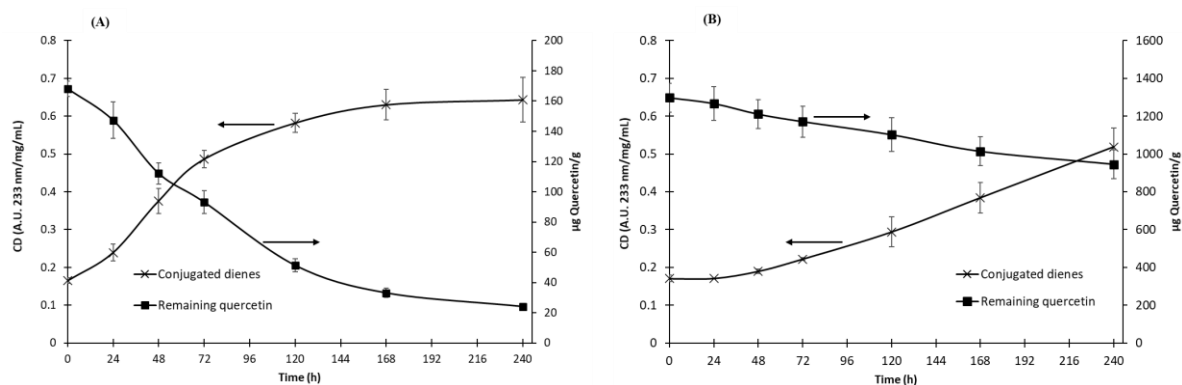 (A)
CD (A.U. 233 nm/mg/mL)
0.8
0.7
0.6
0.5
0.4
0.3
0.2
0.1
0
200
180
160
140
120
100
80
60
40
20
0
µg Quercetin/g
Conjugated dienes
Remaining quercetin
0 24 48 72 96 120 144 168 192 216 240
Time (h)
(B)
CD (A.U. 233 nm/mg/mL)
0.8
0.7
0.6
0.5
0.4
0.3
0.2
0.1
0
1600
1400
1200
1000
800
600
400
200
0
µg Quercetin/g
Conjugated dienes
Remaining quercetin
0 24 48 72 96 120 144 168 192 216 240
Time (h)